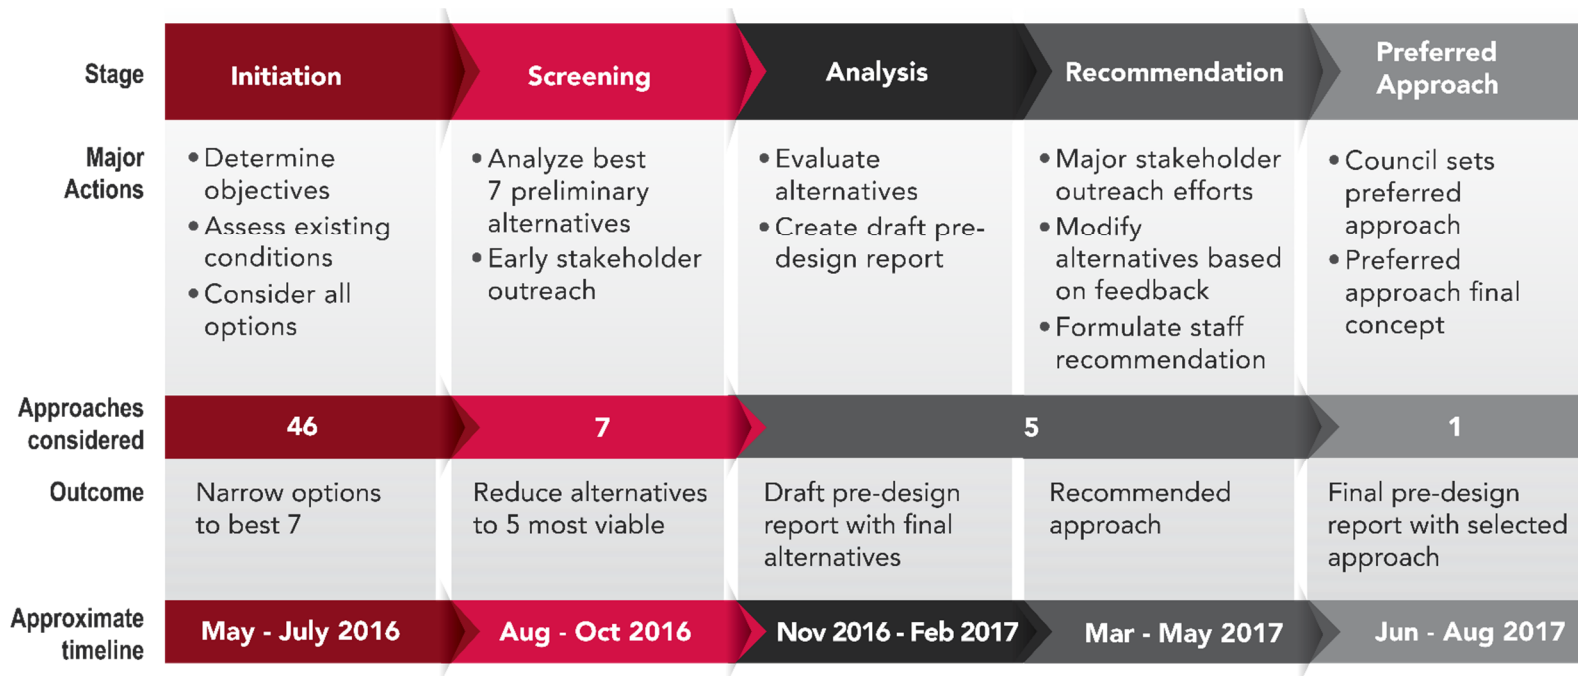 Stage
Initiation
Screening
Analysis
Recommendation
Preferred
Approach
Major
Actions
• Determine
objectives
• Assess existing
conditions
• Consider all
options
• Analyze best
7 preliminary
alternatives
• Early stakeholder
outreach
• Evaluate
alternatives
• Create draft pre-
design report
• Major stakeholder
outreach efforts
• Modify
alternatives based
on feedback
• Formulate staff
recommendation
• Council sets
preferred
approach
• Preferred
approach final
concept
Approaches
considered
46
7
5
1
Outcome
Narrow options
to best 7
Reduce alternatives
to 5 most viable
Draft pre-design
report with final
alternatives
Recommended
approach
Final pre-design
report with selected
approach
Approximate
timeline
May - July 2016
Aug - Oct 2016
Nov 2016 - Feb 2017
Mar - May 2017
Jun - Aug 2017